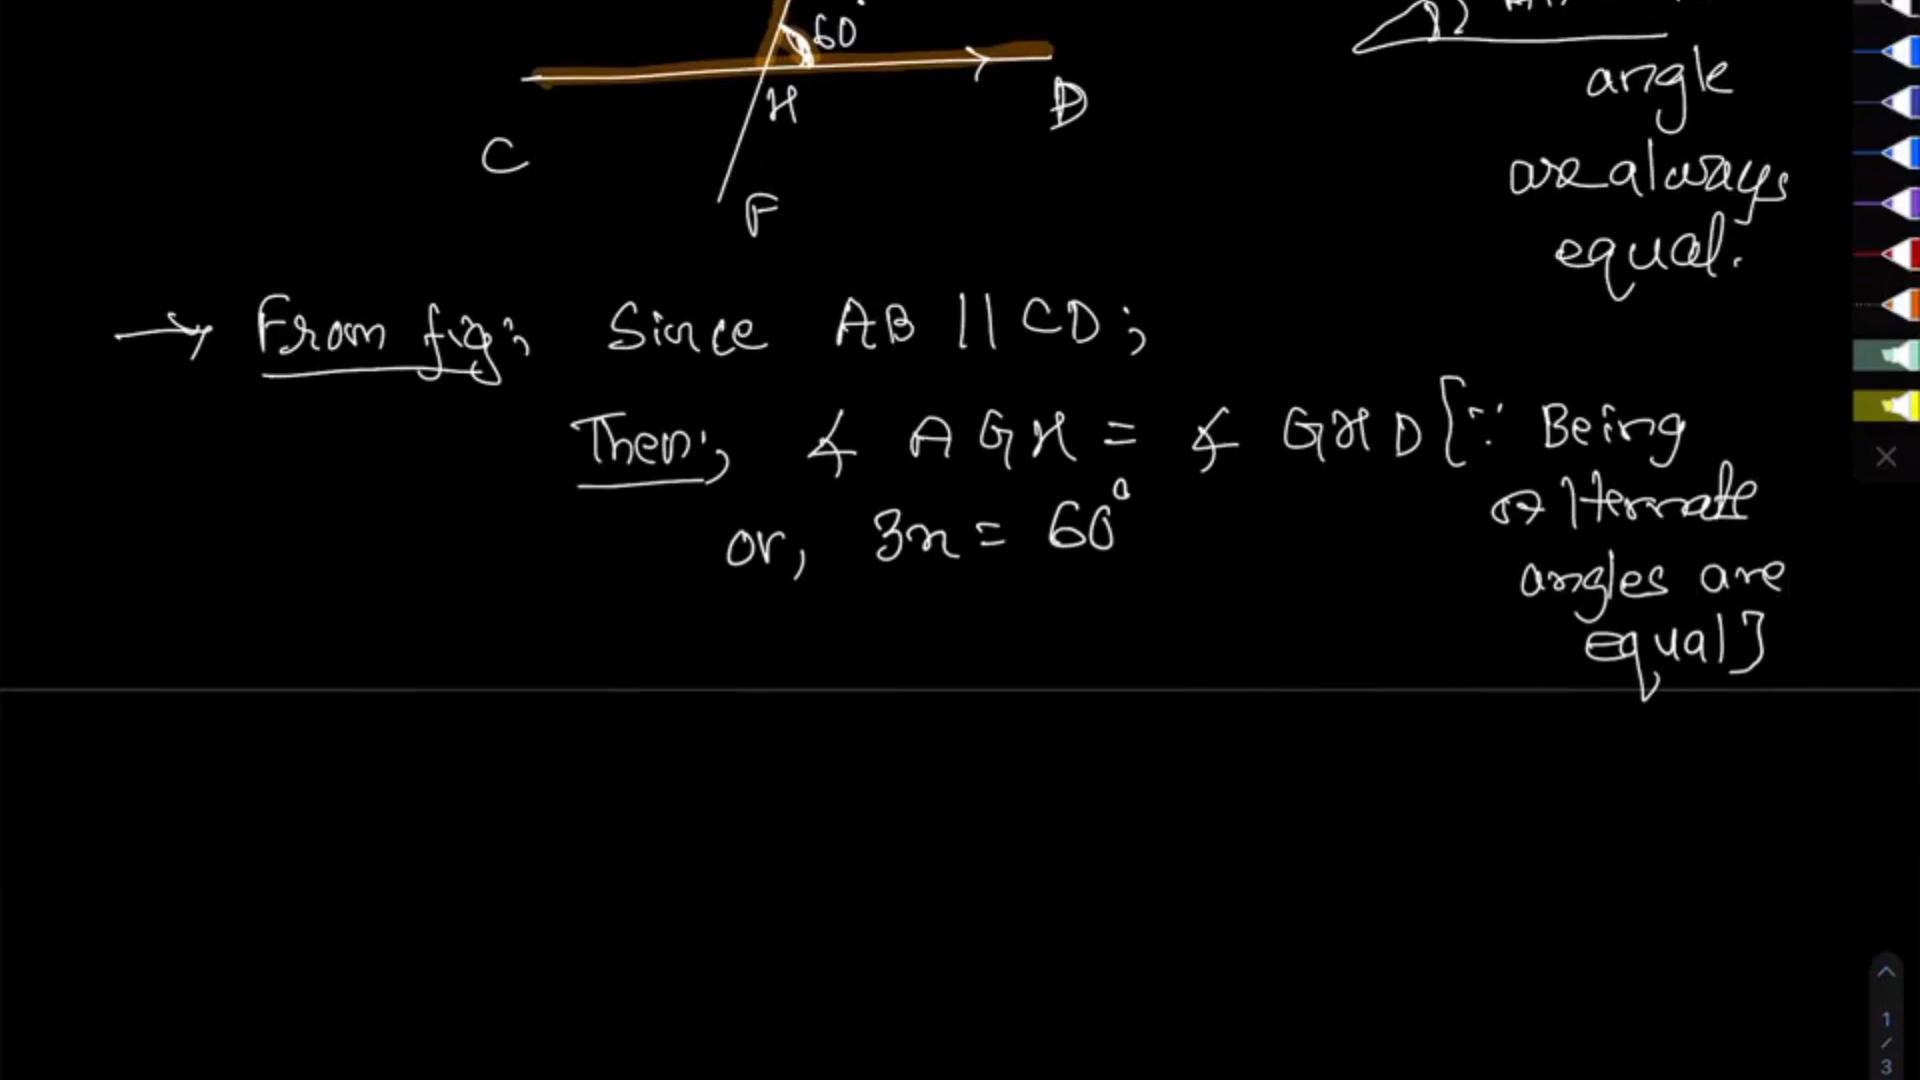 60°
H
D
C
F
angle
are always
equal.
→ From fig; Since AB || CD;
Then; ∡ AGH = ∡ GHD [∵ Being
alternate
or, 3x = 60°
angles are
equal]
1
/
3